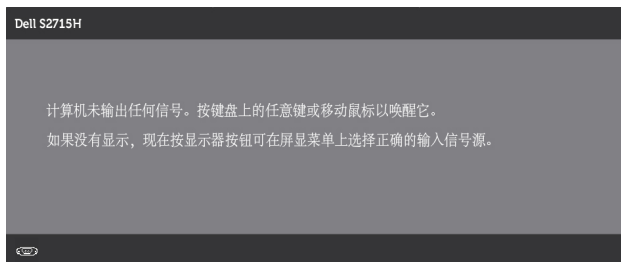 Dell S2715H
计算机未输出任何信号。按键盘上的任意键或移动鼠标以唤醒它。
如果没有显示，现在按显示器按钮可在屏显菜单上选择正确的输入信号源。